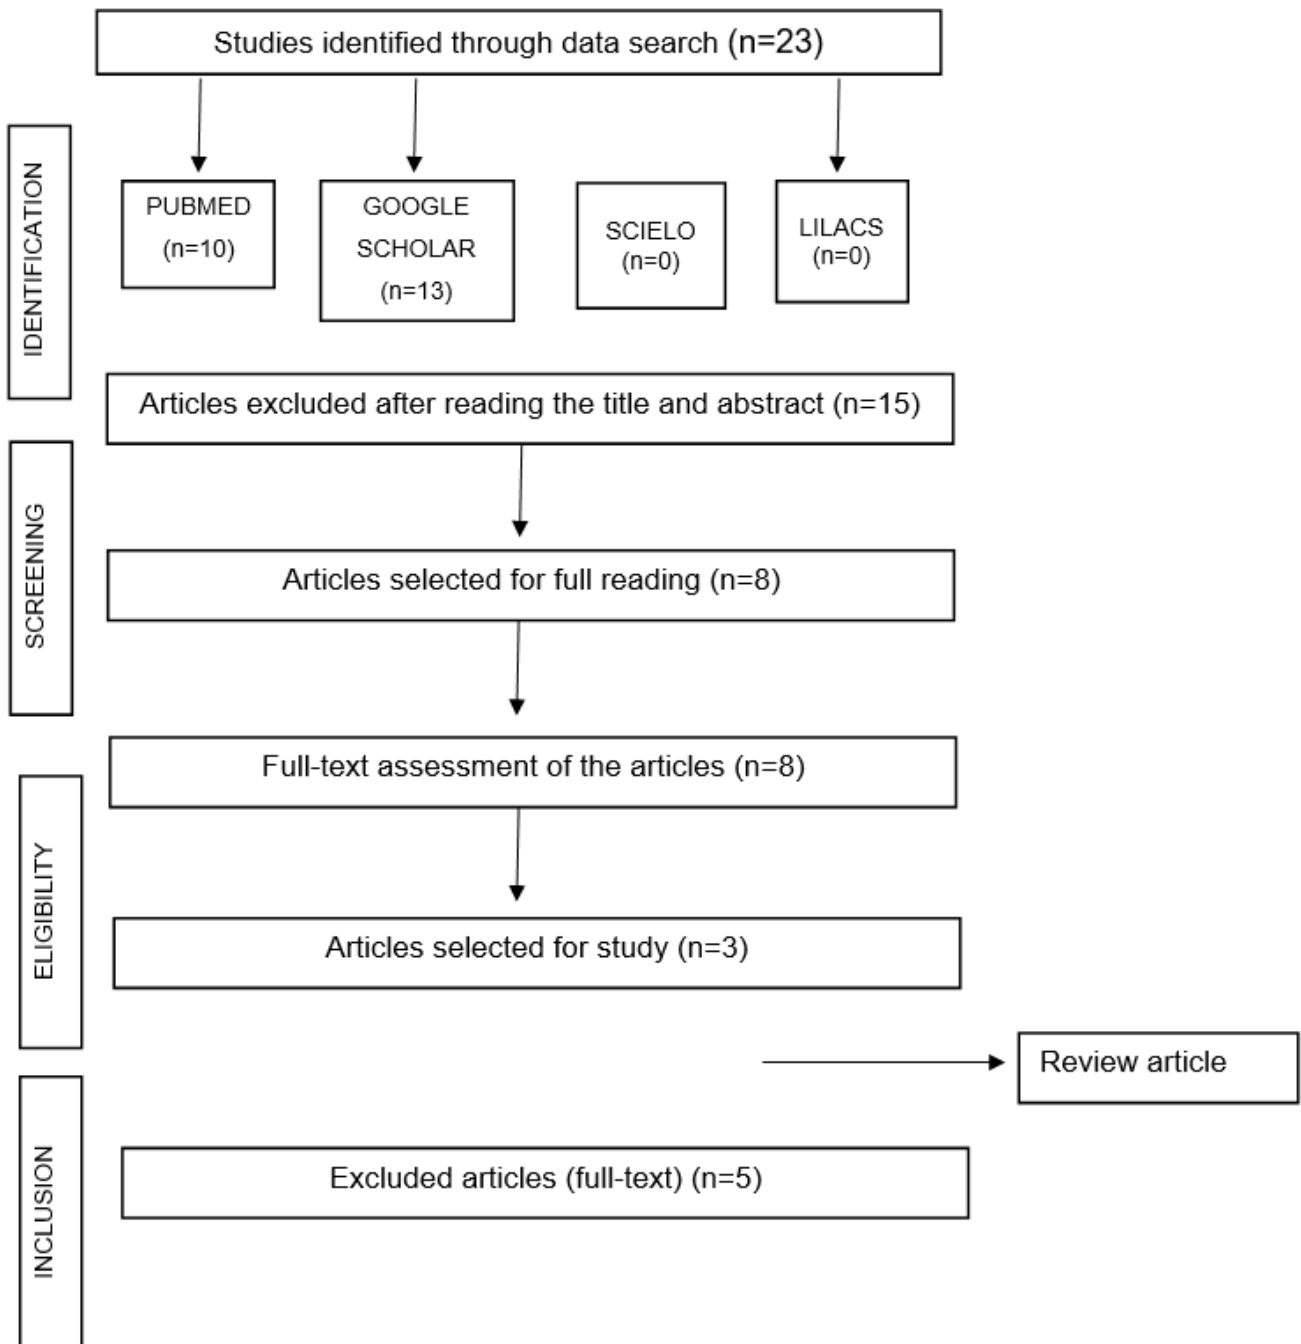 Studies identified through data search (n=23)
IDENTIFICATION
PUBMED
(n=10)
GOOGLE
SCHOLAR
(n=13)
SCIELO
(n=0)
LILACS
(n=0)
Articles excluded after reading the title and abstract (n=15)
SCREENING
Articles selected for full reading (n=8)
Full-text assessment of the articles (n=8)
ELIGIBILITY
Articles selected for study (n=3)
Review article
INCLUSION
Excluded articles (full-text) (n=5)